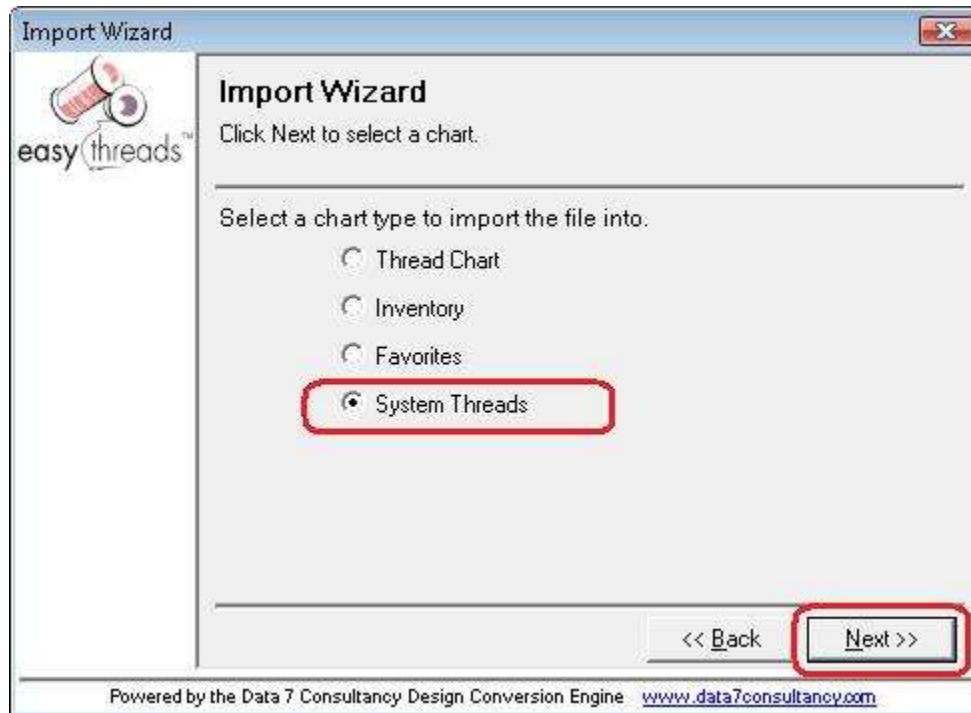 Import Wizard
easy threads™
Import Wizard
Click Next to select a chart.
Select a chart type to import the file into.
Thread Chart
Inventory
Favorites
System Threads
<< Back
Next >>
Powered by the Data 7 Consultancy Design Conversion Engine www.data7consultancy.com